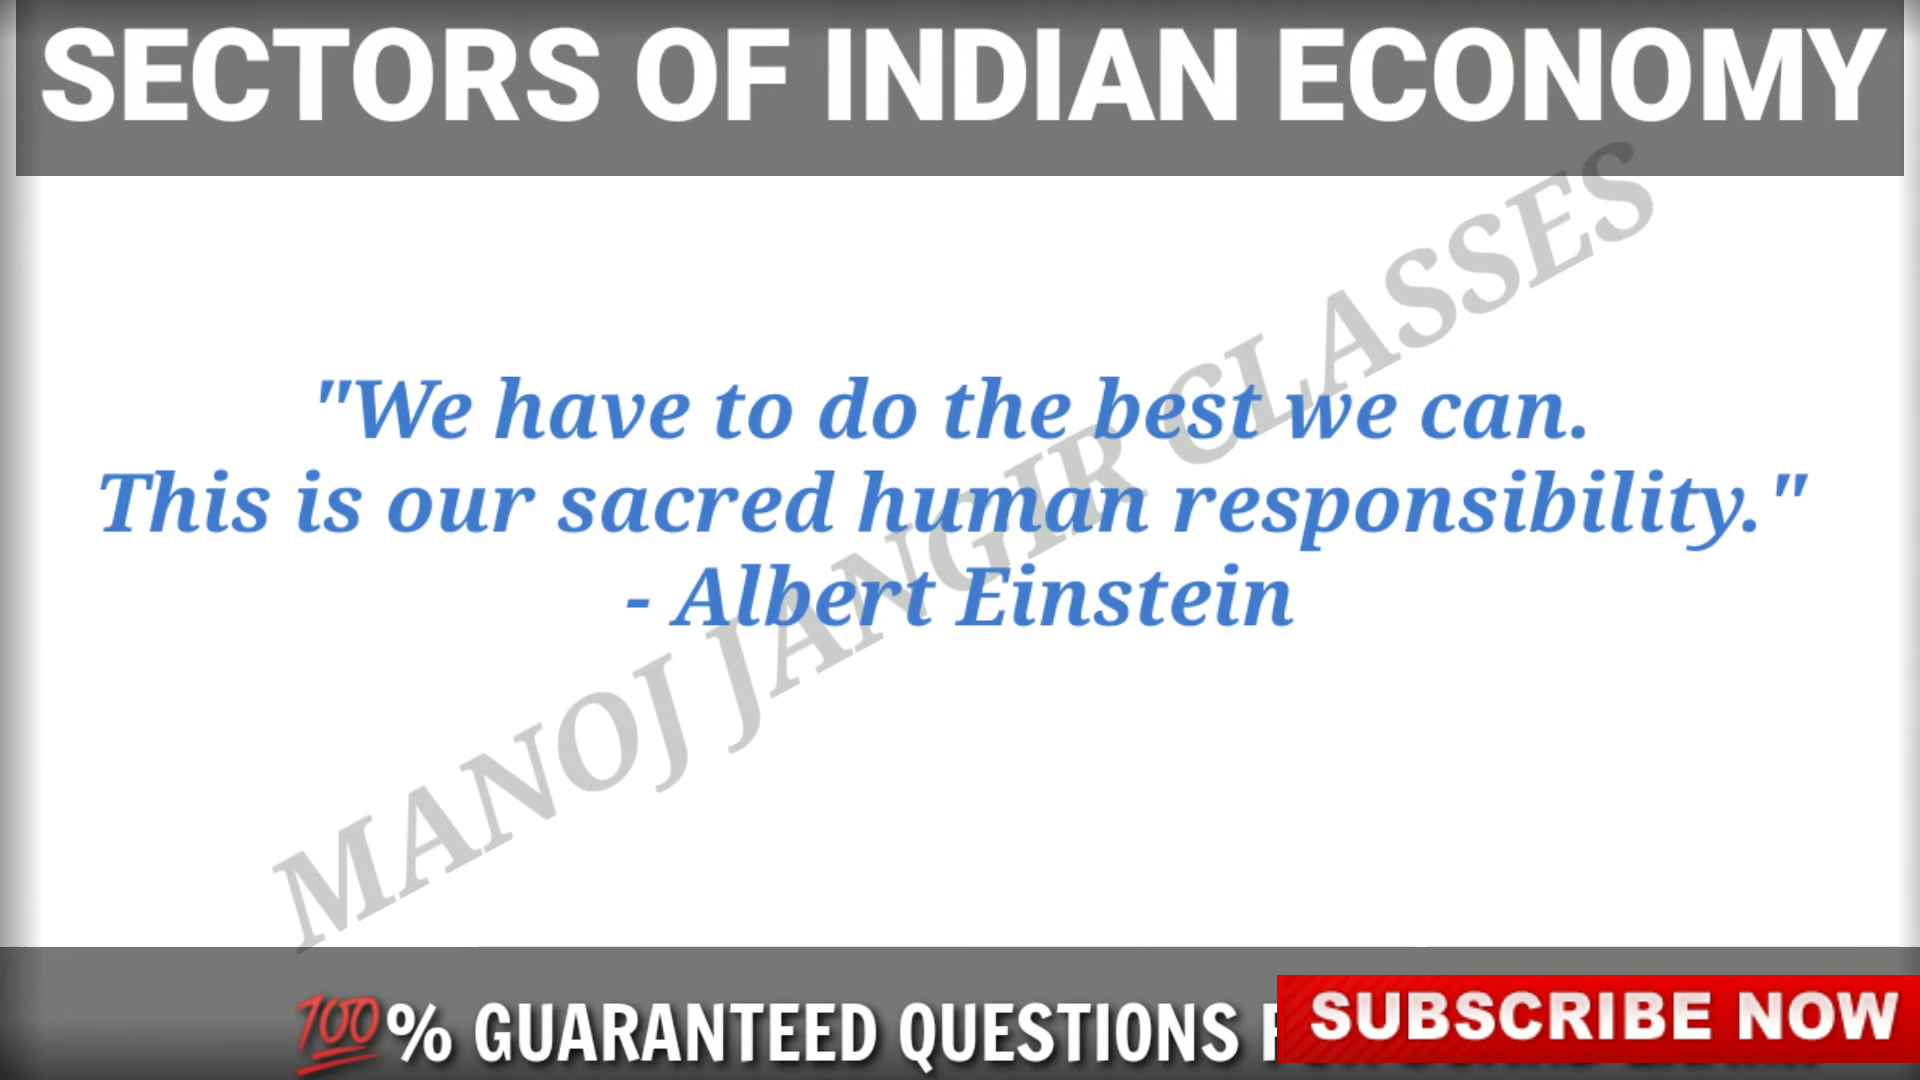 SECTORS OF INDIAN ECONOMY
"We have to do the best we can.
This is our sacred human responsibility."
- Albert Einstein
MANOJ JANGIR CLASSES
💯% GUARANTEED QUESTIONS
SUBSCRIBE NOW